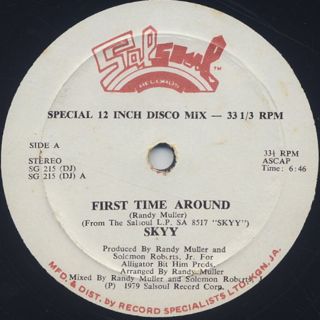 Salsoul
RECORDS
TM
SPECIAL 12 INCH DISCO MIX — 33 1/3 RPM
SIDE A
STEREO
SG 215 (DJ)
SG 215 (DJ) A
33⅓ RPM
ASCAP
Time: 6:46
FIRST TIME AROUND
(Randy Muller)
(From The Salsoul L.P. SA 8517 "SKYY")
SKYY
Produced By Randy Muller and
Solomon Roberts, Jr. For
Alligator Bit Him Prods.
Arranged By Randy Muller
Mixed By Randy Muller and Solomon Roberts, Jr.
℗ 1979 Salsoul Record Corp.
MFG. & DIST. by RECORD SPECIALISTS LTD. KGN. JA.